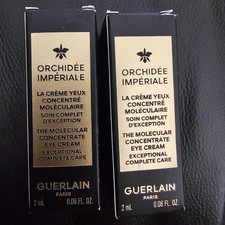 ORCHIDÉE
IMPÉRIALE
LA CRÈME YEUX
CONCENTRÉ
MOLÉCULAIRE
SOIN COMPLET
D'EXCEPTION
THE MOLECULAR
CONCENTRATE
EYE CREAM
EXCEPTIONAL
COMPLETE CARE
GUERLAIN
PARIS
2 mL 0.06 FL. OZ.
ORCHIDÉE
IMPÉRIALE
LA CRÈME YEUX
CONCENTRÉ
MOLÉCULAIRE
SOIN COMPLET
D'EXCEPTION
THE MOLECULAR
CONCENTRATE
EYE CREAM
EXCEPTIONAL
COMPLETE CARE
GUERLAIN
PARIS
2 mL 0.06 FL. OZ.